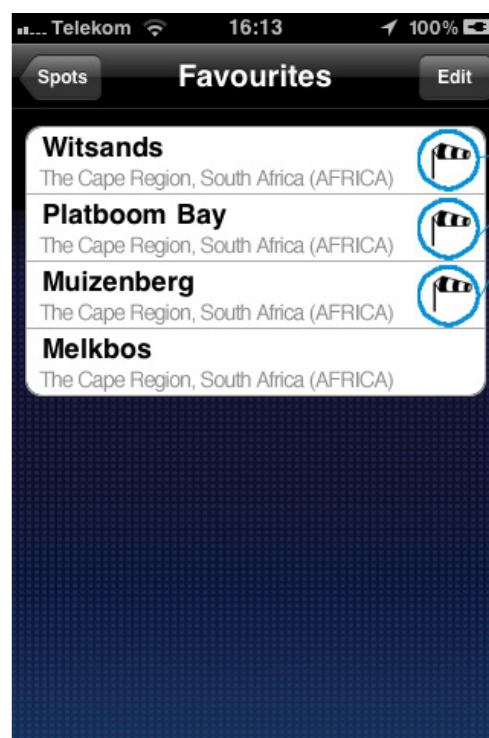 Telekom 16:13 100%
Spots Favourites Edit
Witsands
The Cape Region, South Africa (AFRICA)
Platboom Bay
The Cape Region, South Africa (AFRICA)
Muizenberg
The Cape Region, South Africa (AFRICA)
Melkbos
The Cape Region, South Africa (AFRICA)